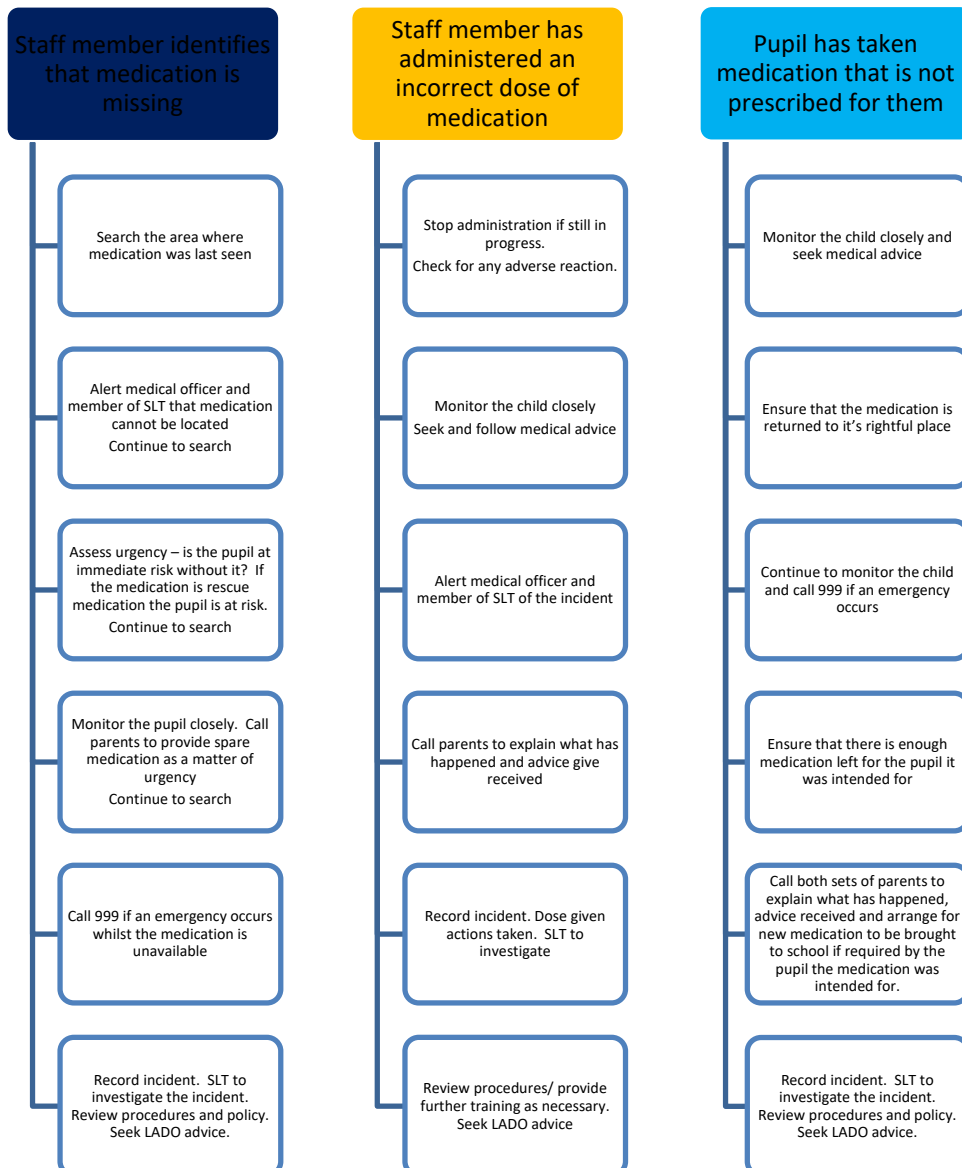 Staff member identifies
that medication is
missing
Search the area where
medication was last seen
Alert medical officer and
member of SLT that medication
cannot be located
Continue to search
Assess urgency – is the pupil at
immediate risk without it?  If
the medication is rescue
medication the pupil is at risk.
Continue to search
Monitor the pupil closely.  Call
parents to provide spare
medication as a matter of
urgency
Continue to search
Call 999 if an emergency occurs
whilst the medication is
unavailable
Record incident.  SLT to
investigate the incident.
Review procedures and policy.
Seek LADO advice.
Staff member has
administered an
incorrect dose of
medication
Stop administration if still in
progress.
Check for any adverse reaction.
Monitor the child closely
Seek and follow medical advice
Alert medical officer and
member of SLT of the incident
Call parents to explain what has
happened and advice give
received
Record incident. Dose given
actions taken.  SLT to
investigate
Review procedures/ provide
further training as necessary.
Seek LADO advice
Pupil has taken
medication that is not
prescribed for them
Monitor the child closely and
seek medical advice
Ensure that the medication is
returned to it's rightful place
Continue to monitor the child
and call 999 if an emergency
occurs
Ensure that there is enough
medication left for the pupil it
was intended for
Call both sets of parents to
explain what has happened,
advice received and arrange for
new medication to be brought
to school if required by the
pupil the medication was
intended for.
Record incident.  SLT to
investigate the incident.
Review procedures and policy.
Seek LADO advice.